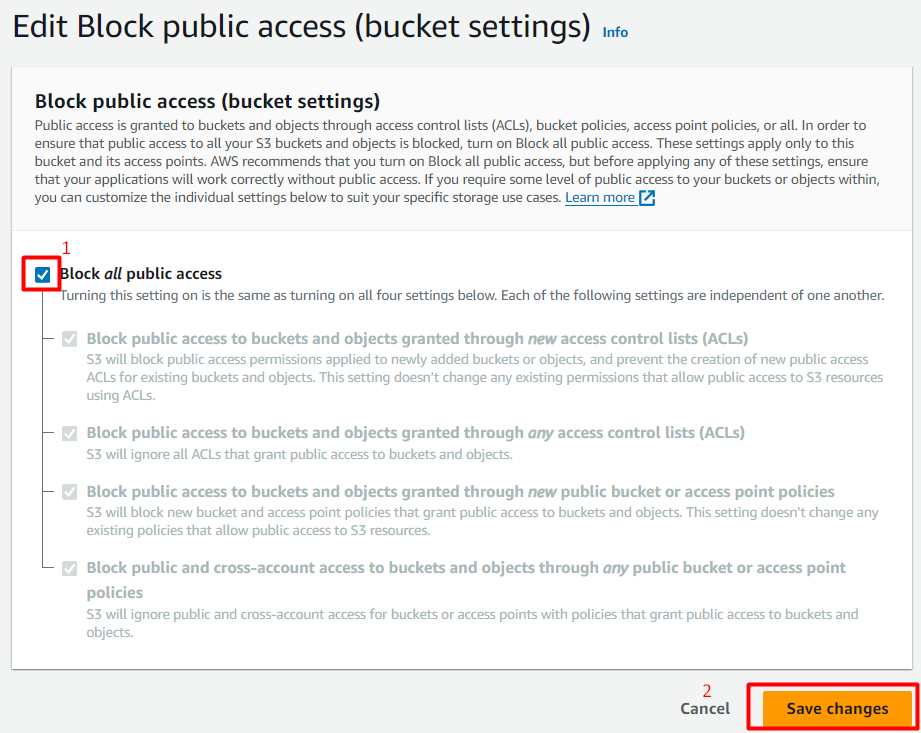 Edit Block public access (bucket settings) Info
Block public access (bucket settings)
Public access is granted to buckets and objects through access control lists (ACLs), bucket policies, access point policies, or all. In order to
ensure that public access to all your S3 buckets and objects is blocked, turn on Block all public access. These settings apply only to this
bucket and its access points. AWS recommends that you turn on Block all public access, but before applying any of these settings, ensure
that your applications will work correctly without public access. If you require some level of public access to your buckets or objects within,
you can customize the individual settings below to suit your specific storage use cases. Learn more
1
Block all public access
Turning this setting on is the same as turning on all four settings below. Each of the following settings are independent of one another.
Block public access to buckets and objects granted through new access control lists (ACLs)
S3 will block public access permissions applied to newly added buckets or objects, and prevent the creation of new public access
ACLs for existing buckets and objects. This setting doesn't change any existing permissions that allow public access to S3 resources
using ACLs.
Block public access to buckets and objects granted through any access control lists (ACLs)
S3 will ignore all ACLs that grant public access to buckets and objects.
Block public access to buckets and objects granted through new public bucket or access point policies
S3 will block new bucket and access point policies that grant public access to buckets and objects. This setting doesn't change any
existing policies that allow public access to S3 resources.
Block public and cross-account access to buckets and objects through any public bucket or access point
policies
S3 will ignore public and cross-account access for buckets or access points with policies that grant public access to buckets and
objects.
2
Cancel Save changes